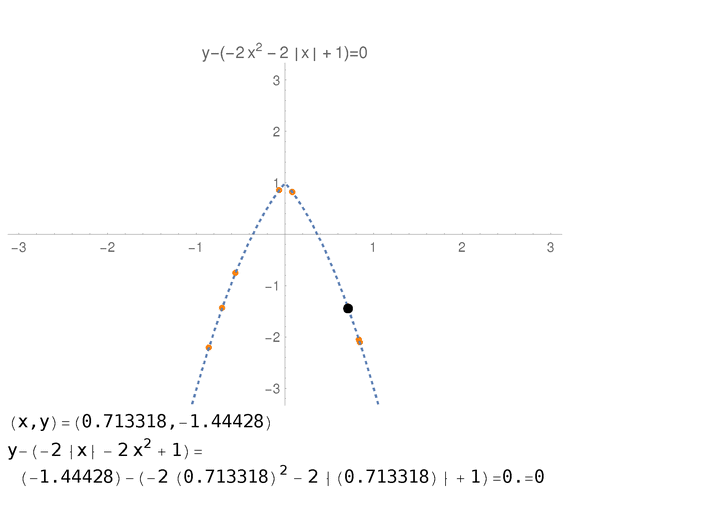 y−(−2 x² − 2 |x| + 1)=0
3
2
1
−3 −2 −1 1 2 3
−1
−2
−3
(x,y)=(0.713318,−1.44428)
y−(−2 |x| − 2 x² + 1)=
(−1.44428)−(−2 (0.713318)² − 2 |(0.713318)| + 1)=0.=0